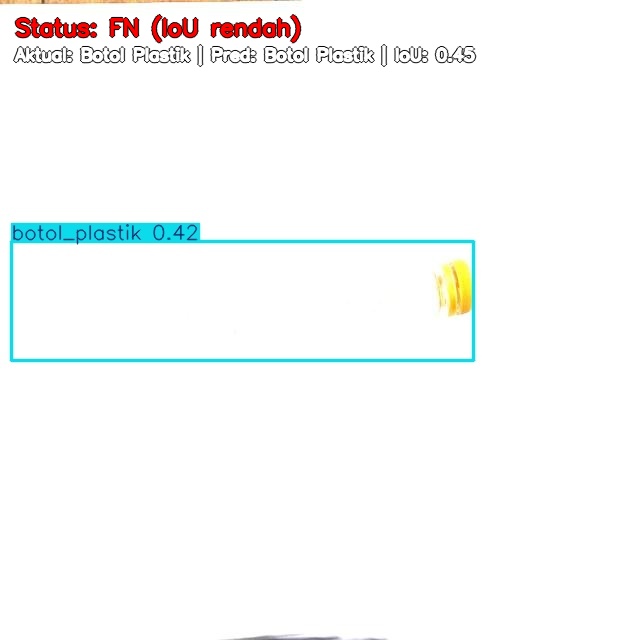 Status: FN (IoU rendah)
Aktual: Botol Plastik | Pred: Botol Plastik | IoU: 0.45
botol_plastik 0.42